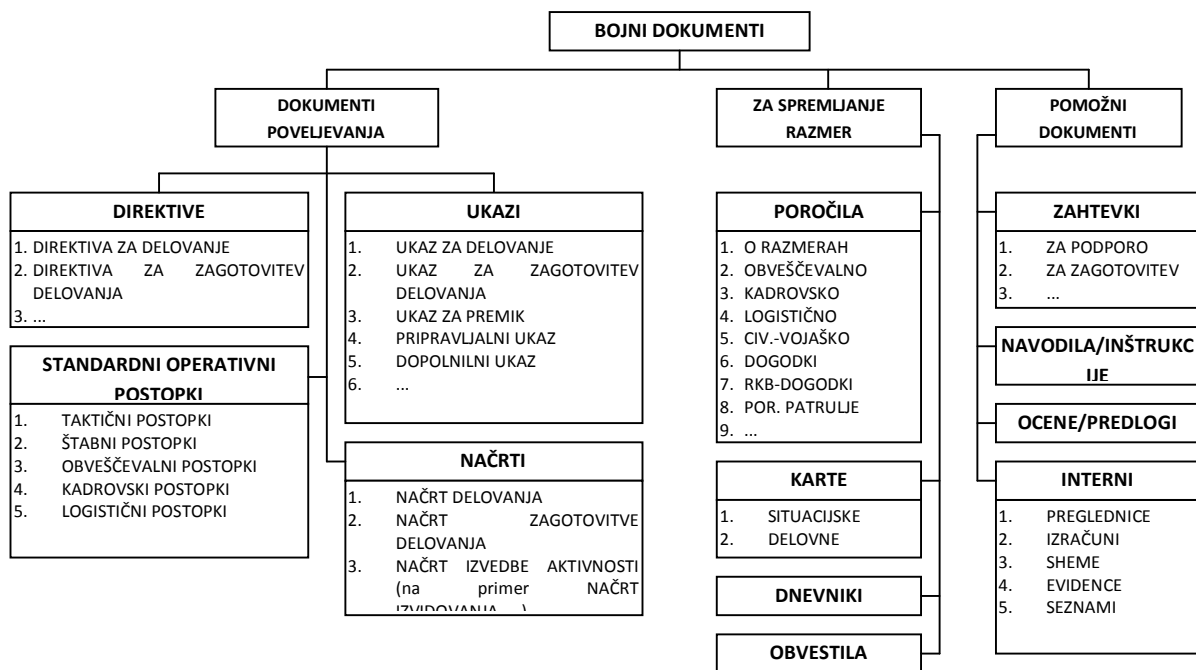 BOJNI DOKUMENTI
DOKUMENTI
POVELJEVANJA
ZA SPREMLJANJE
RAZMER
POMOŽNI
DOKUMENTI
DIREKTIVE
1. DIREKTIVA ZA DELOVANJE
2. DIREKTIVA ZA ZAGOTOVITEV
DELOVANJA
3. ...
STANDARDNI OPERATIVNI
POSTOPKI
1. TAKTIČNI POSTOPKI
2. ŠTABNI POSTOPKI
3. OBVEŠČEVALNI POSTOPKI
4. KADROVSKI POSTOPKI
5. LOGISTIČNI POSTOPKI
UKAZI
1. UKAZ ZA DELOVANJE
2. UKAZ ZA ZAGOTOVITEV
DELOVANJA
3. UKAZ ZA PREMIK
4. PRIPRAVLJALNI UKAZ
5. DOPOLNILNI UKAZ
6. ...
NAČRTI
1. NAČRT DELOVANJA
2. NAČRT ZAGOTOVITVE
DELOVANJA
3. NAČRT IZVEDBE AKTIVNOSTI
(na primer NAČRT
IZVIDOVANJA ...)
POROČILA
1. O RAZMERAH
2. OBVEŠČEVALNO
3. KADROVSKO
4. LOGISTIČNO
5. CIV.-VOJAŠKO
6. DOGODKI
7. RKB-DOGODKI
8. POR. PATRULJE
9. ...
KARTE
1. SITUACIJSKE
2. DELOVNE
DNEVNIKI
OBVESTILA
ZAHTEVKI
1. ZA PODPORO
2. ZA ZAGOTOVITEV
3. ...
NAVODILA/INŠTRUKC
IJE
OCENE/PREDLOGI
INTERNI
1. PREGLEDNICE
2. IZRAČUNI
3. SHEME
4. EVIDENCE
5. SEZNAMI